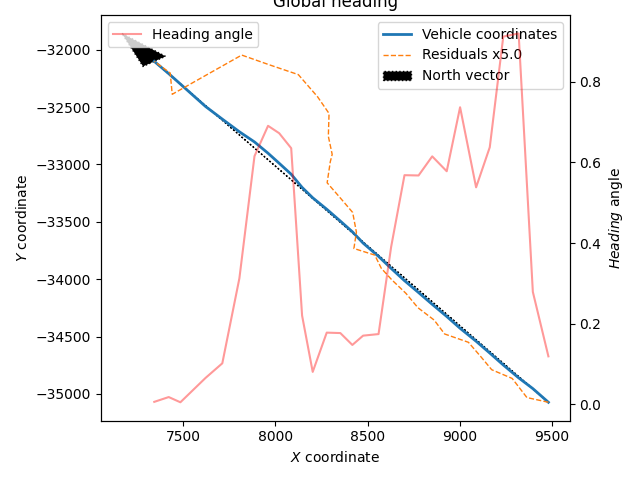 Global heading
Heading angle
Vehicle coordinates
Residuals x5.0
North vector
−32000
−32500
−33000
−33500
−34000
−34500
−35000
Y coordinate
0.8
0.6
0.4
0.2
0.0
Heading angle
7500 8000 8500 9000 9500
X coordinate